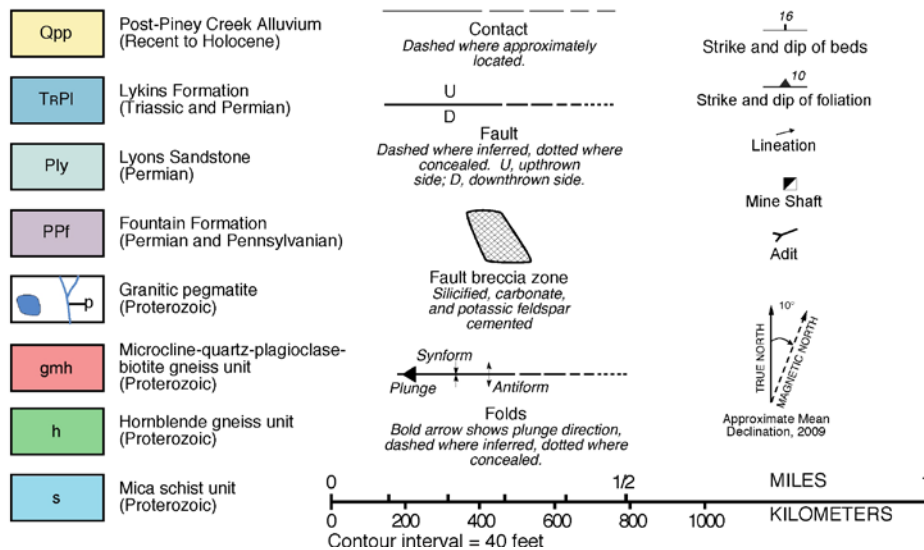 Qpp
Post-Piney Creek Alluvium
(Recent to Holocene)
TRPl
Lykins Formation
(Triassic and Permian)
Ply
Lyons Sandstone
(Permian)
PPf
Fountain Formation
(Permian and Pennsylvanian)
p
Granitic pegmatite
(Proterozoic)
gmh
Microcline-quartz-plagioclase-
biotite gneiss unit
(Proterozoic)
h
Hornblende gneiss unit
(Proterozoic)
s
Mica schist unit
(Proterozoic)
Contact
Dashed where approximately
located.
U
D
Fault
Dashed where inferred, dotted where
concealed. U, upthrown
side; D, downthrown side.
Fault breccia zone
Silicified, carbonate,
and potassic feldspar
cemented
Synform
Plunge
Antiform
Folds
Bold arrow shows plunge direction,
dashed where inferred, dotted where
concealed.
16
Strike and dip of beds
10
Strike and dip of foliation
Lineation
Mine Shaft
Adit
10°
TRUE NORTH
MAGNETIC NORTH
Approximate Mean
Declination, 2009
0 1/2 MILES
0 200 400 600 800 1000 KILOMETERS
Contour interval = 40 feet